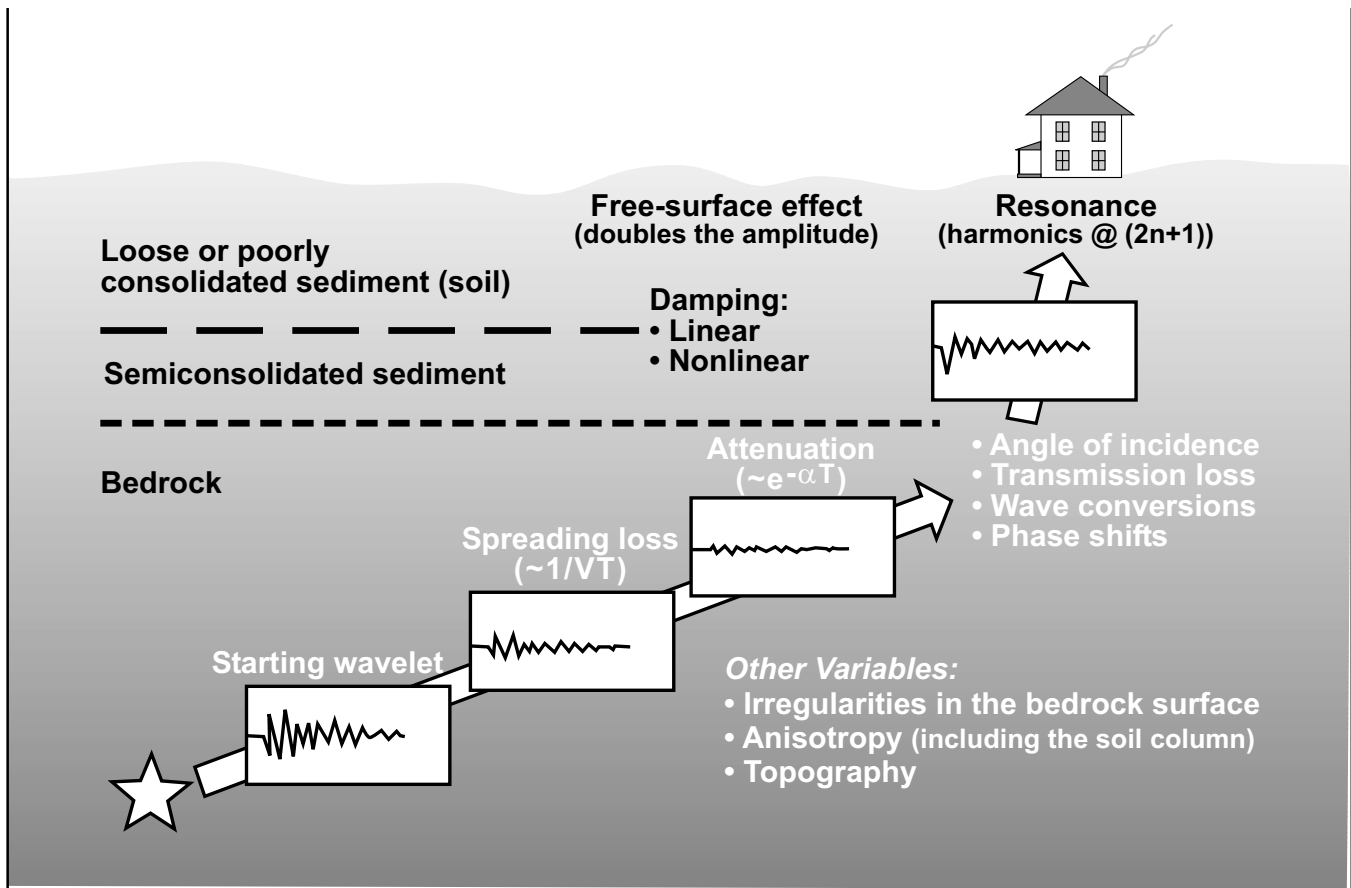 Free-surface effect
(doubles the amplitude)
Resonance
(harmonics @ (2n+1))
Loose or poorly
consolidated sediment (soil)
Damping:
• Linear
• Nonlinear
Semiconsolidated sediment
Bedrock
Attenuation
(~e-αT)
• Angle of incidence
• Transmission loss
• Wave conversions
• Phase shifts
Spreading loss
(~1/VT)
Starting wavelet
Other Variables:
• Irregularities in the bedrock surface
• Anisotropy (including the soil column)
• Topography